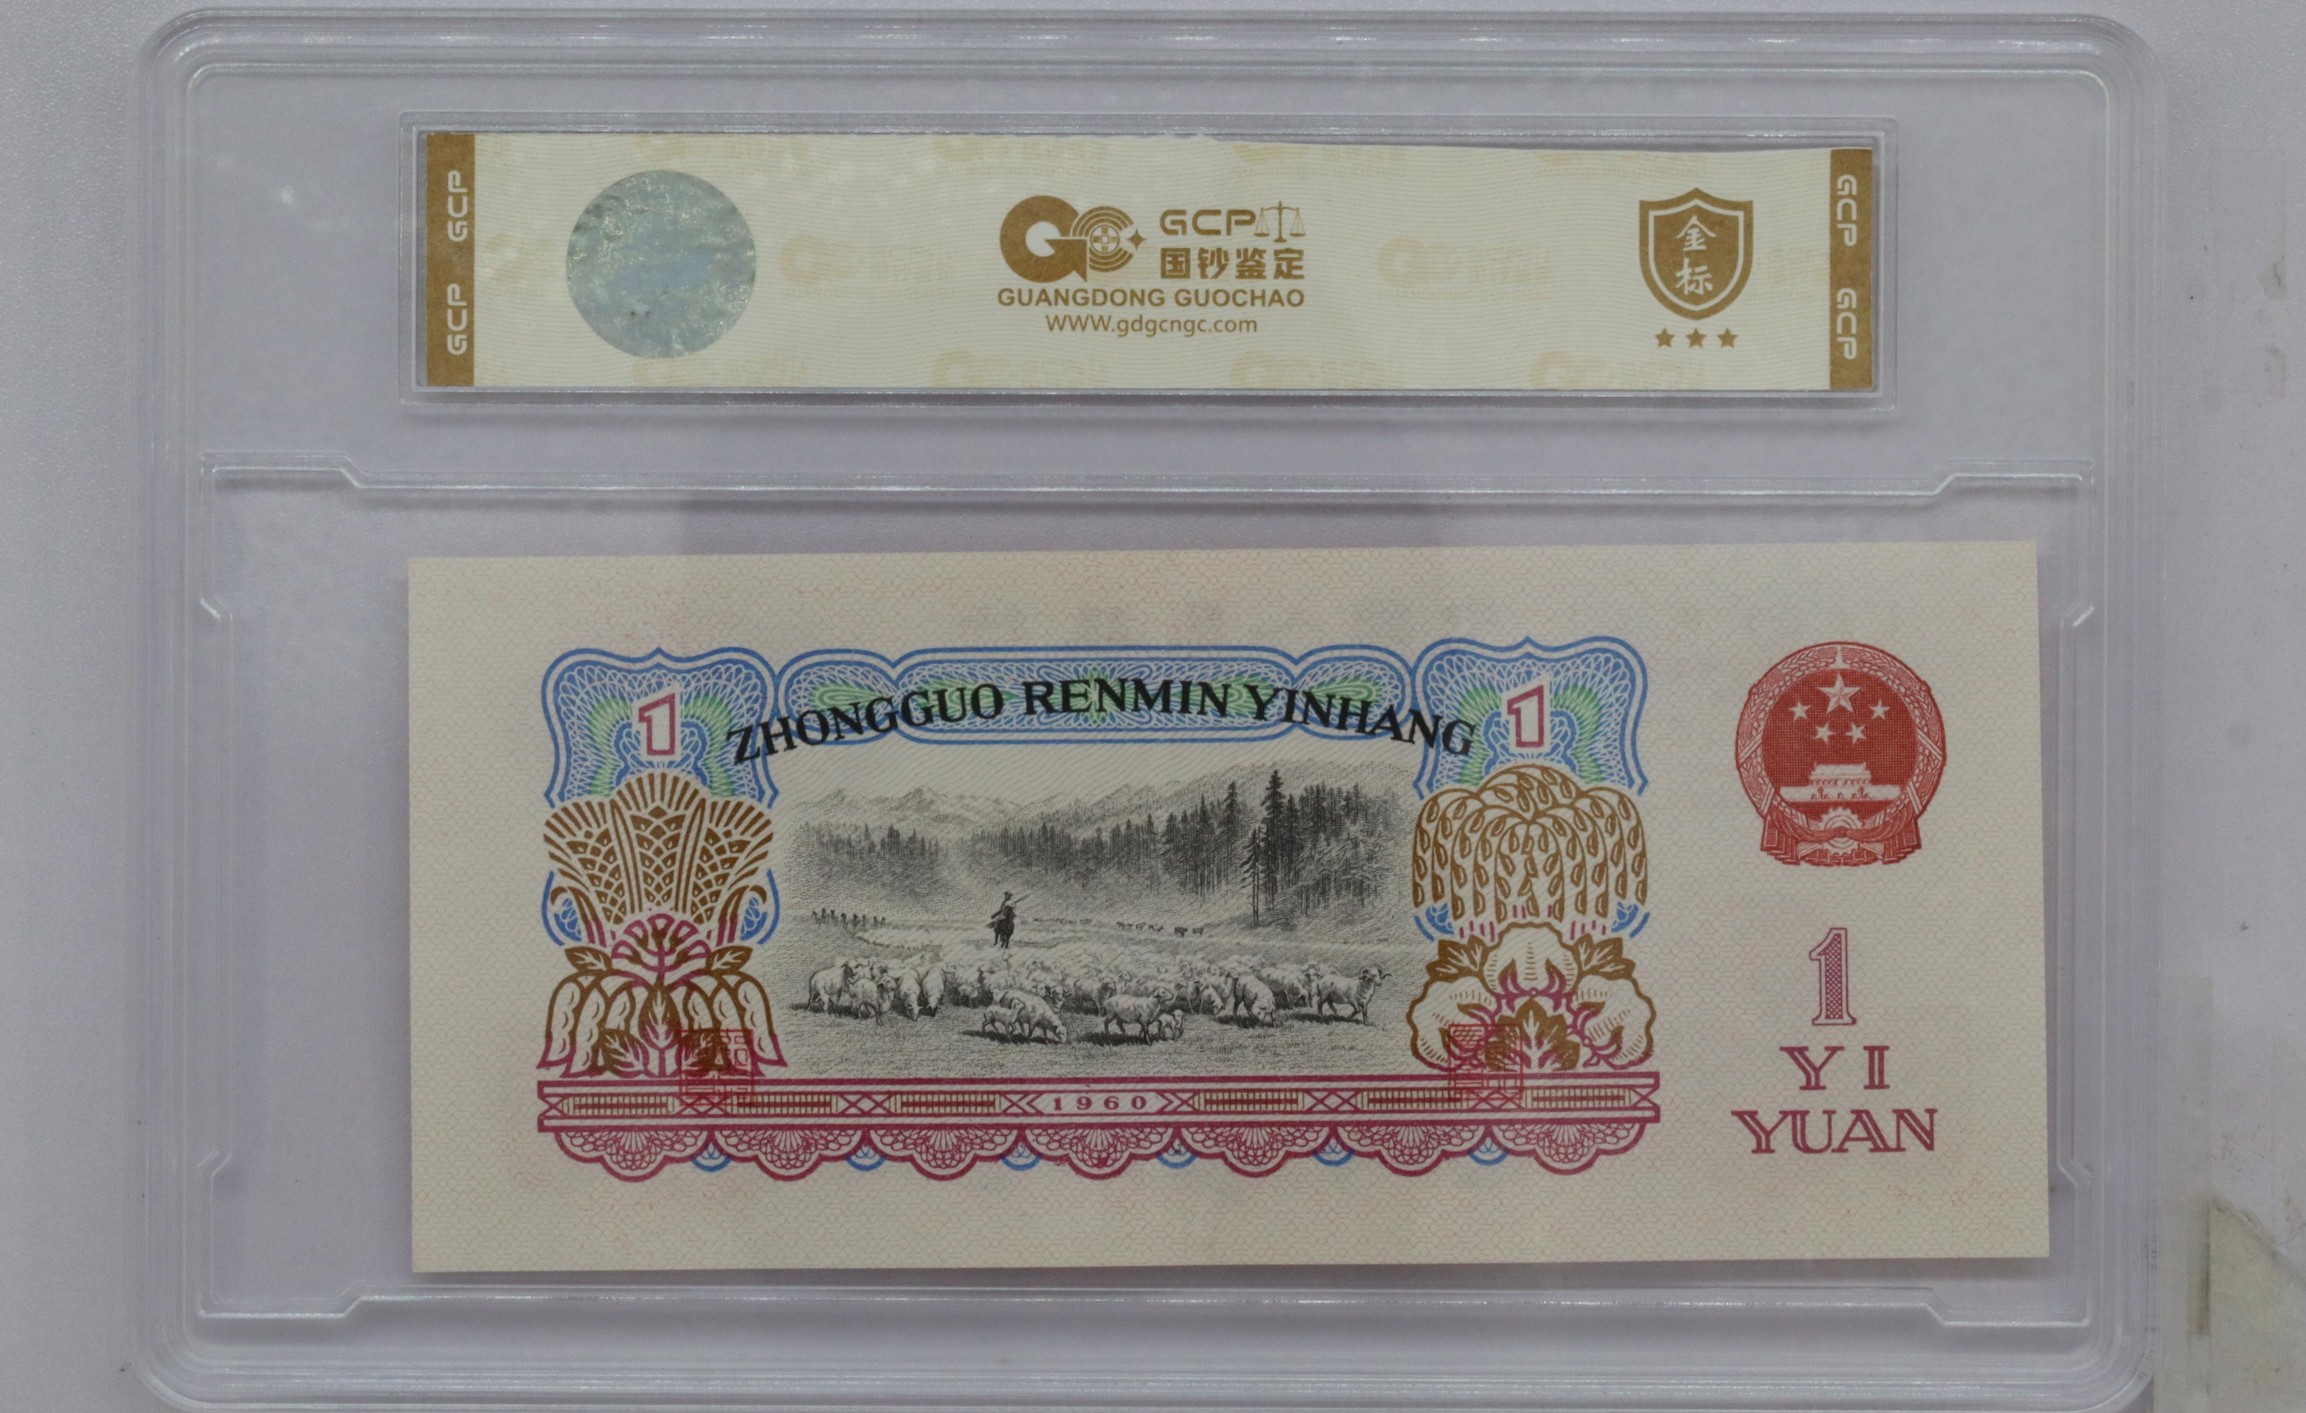 GCP GCP
GCP
国钞鉴定
GUANGDONG GUOCHAO
WWW.gdgcngc.com
金
标
GCP GCP
ZHONGGUO RENMIN YINHANG
1
1
1960
1
YI
YUAN